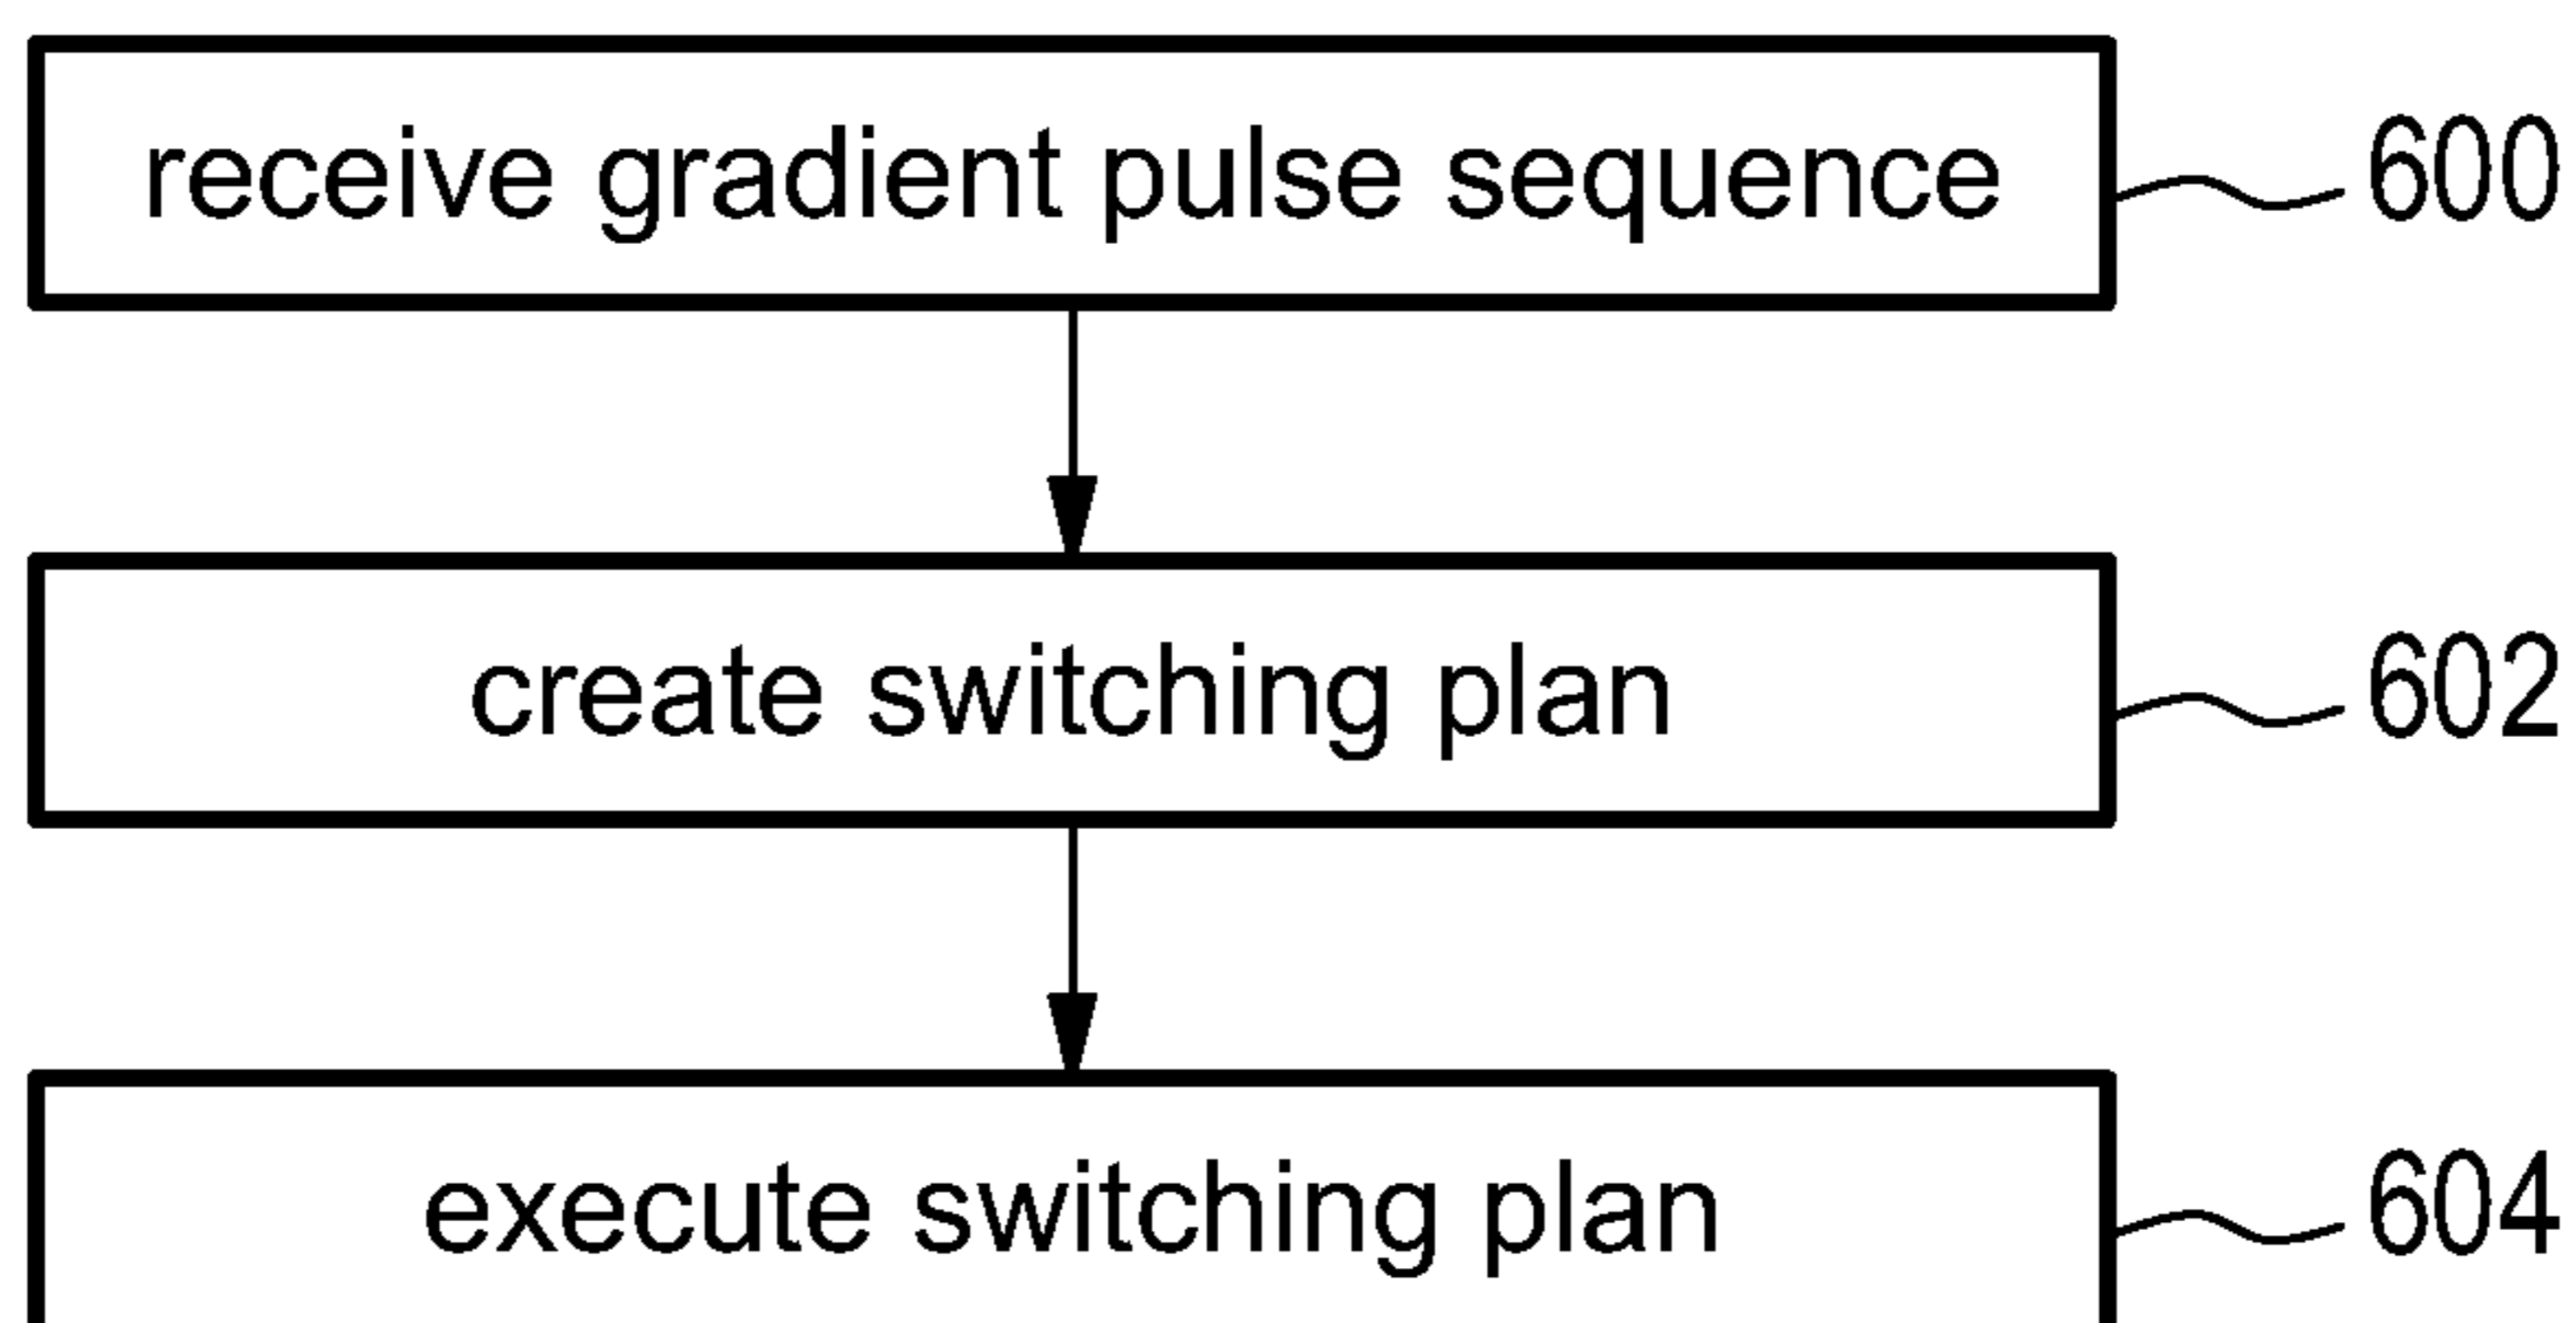 receive gradient pulse sequence 600
create switching plan 602
execute switching plan 604